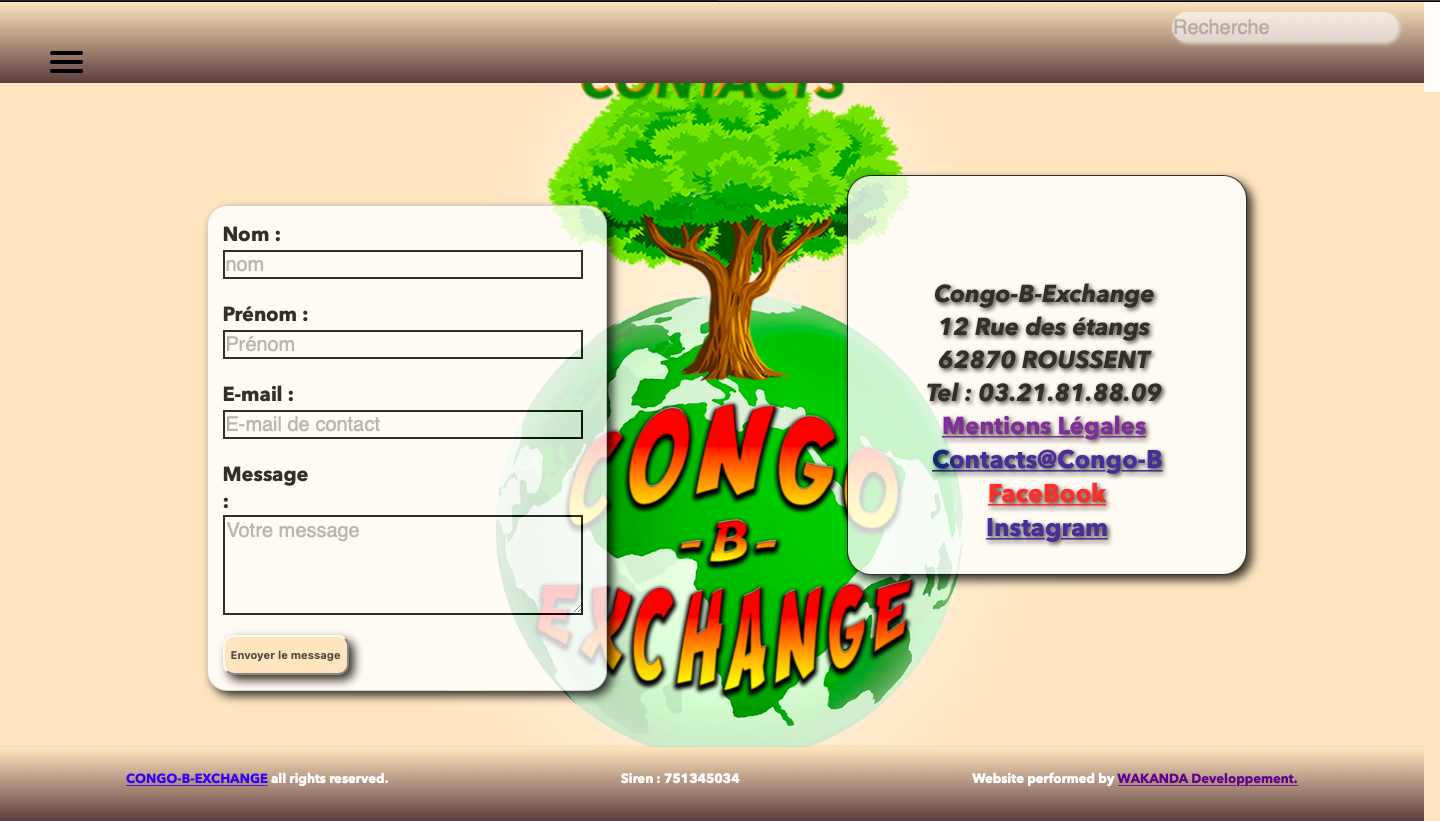 Recherche
CONTACTS
Nom :
nom
Prénom :
Prénom
E-mail :
E-mail de contact
Message
:
Votre message
Envoyer le message
CONGO
-B-
EXCHANGE
Congo-B-Exchange
12 Rue des étangs
62870 ROUSSENT
Tel : 03.21.81.88.09
Mentions Légales
Contacts@Congo-B
FaceBook
Instagram
CONGO-B-EXCHANGE all rights reserved.
Siren : 751345034
Website performed by WAKANDA Developpement.